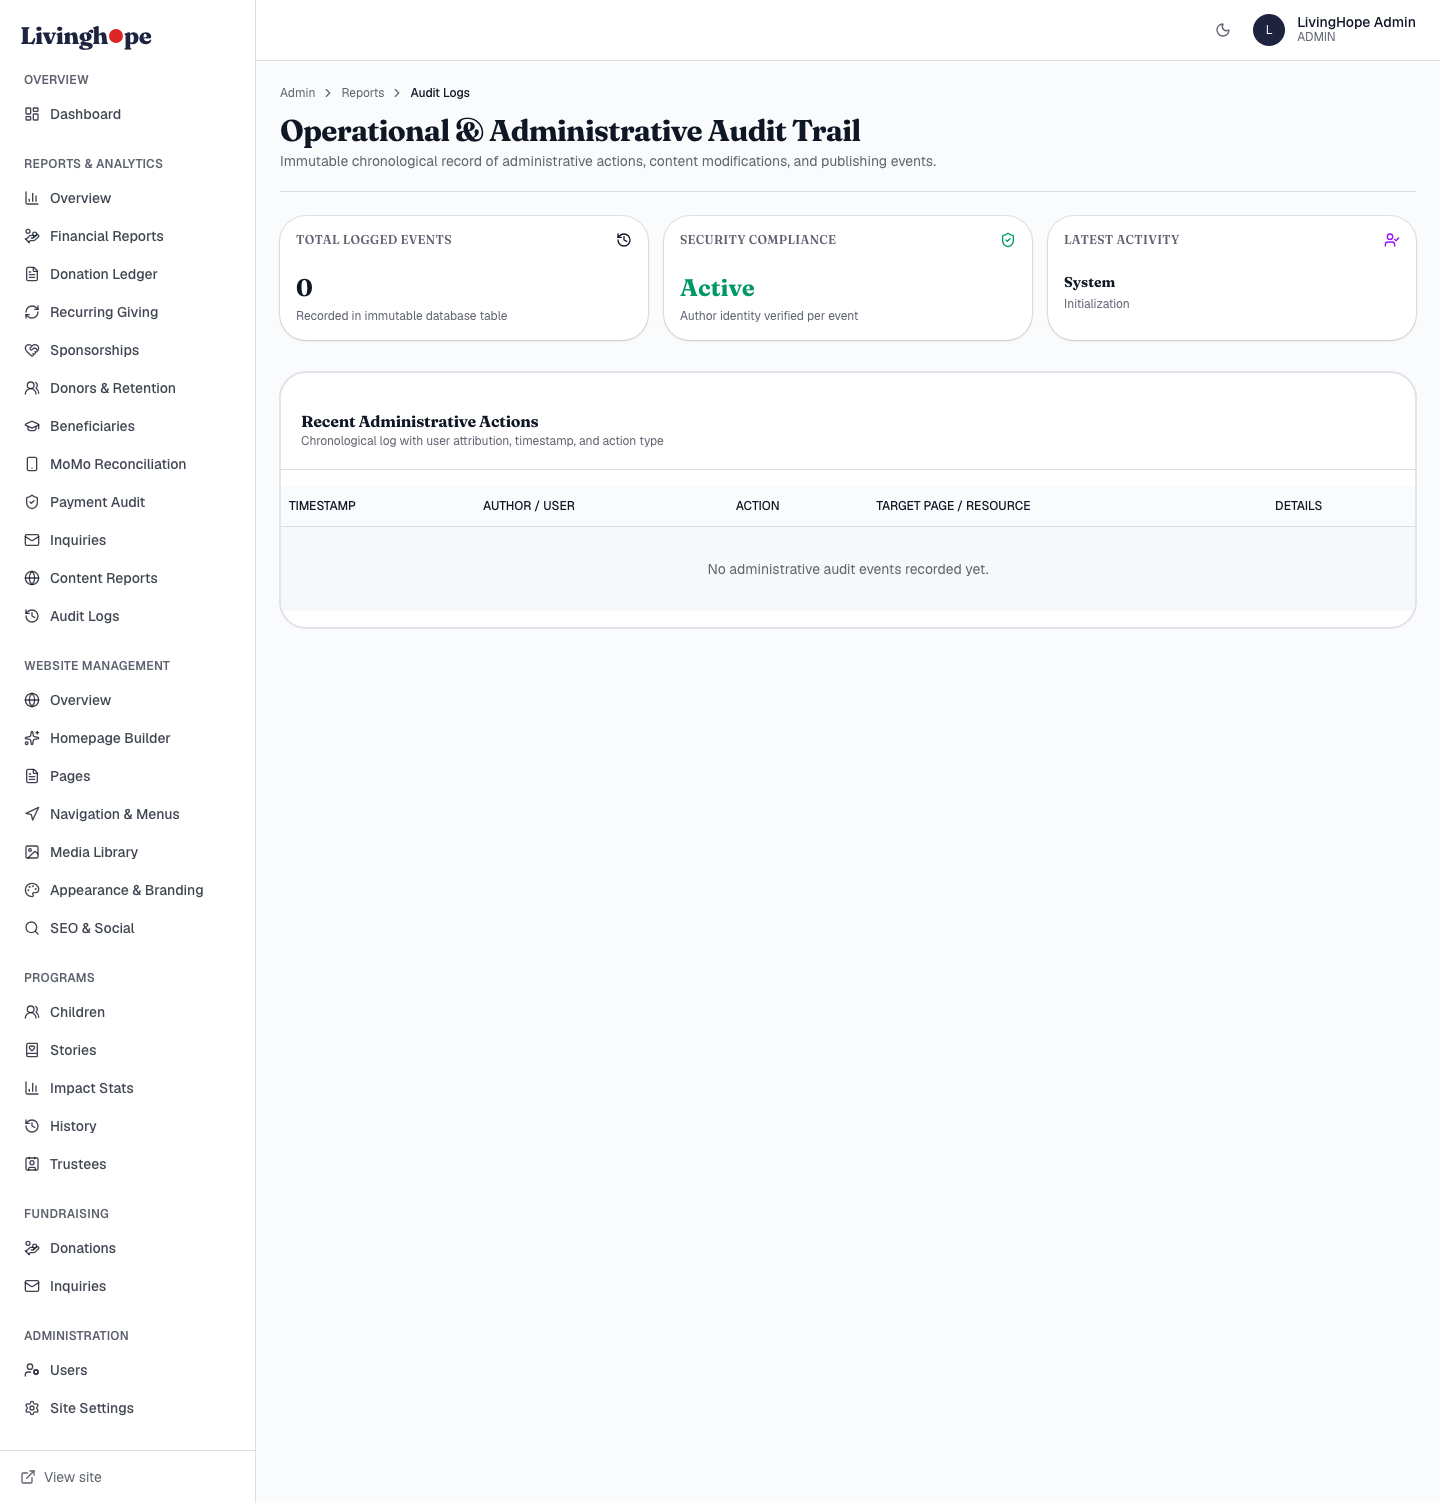 Livinghope
OVERVIEW
Dashboard
REPORTS & ANALYTICS
Overview
Financial Reports
Donation Ledger
Recurring Giving
Sponsorships
Donors & Retention
Beneficiaries
MoMo Reconciliation
Payment Audit
Inquiries
Content Reports
Audit Logs
WEBSITE MANAGEMENT
Overview
Homepage Builder
Pages
Navigation & Menus
Media Library
Appearance & Branding
SEO & Social
PROGRAMS
Children
Stories
Impact Stats
History
Trustees
FUNDRAISING
Donations
Inquiries
ADMINISTRATION
Users
Site Settings
View site
L
LivingHope Admin
ADMIN
Admin Reports Audit Logs
Operational & Administrative Audit Trail
Immutable chronological record of administrative actions, content modifications, and publishing events.
TOTAL LOGGED EVENTS
0
Recorded in immutable database table
SECURITY COMPLIANCE
Active
Author identity verified per event
LATEST ACTIVITY
System
Initialization
Recent Administrative Actions
Chronological log with user attribution, timestamp, and action type
TIMESTAMP AUTHOR / USER ACTION TARGET PAGE / RESOURCE DETAILS
No administrative audit events recorded yet.